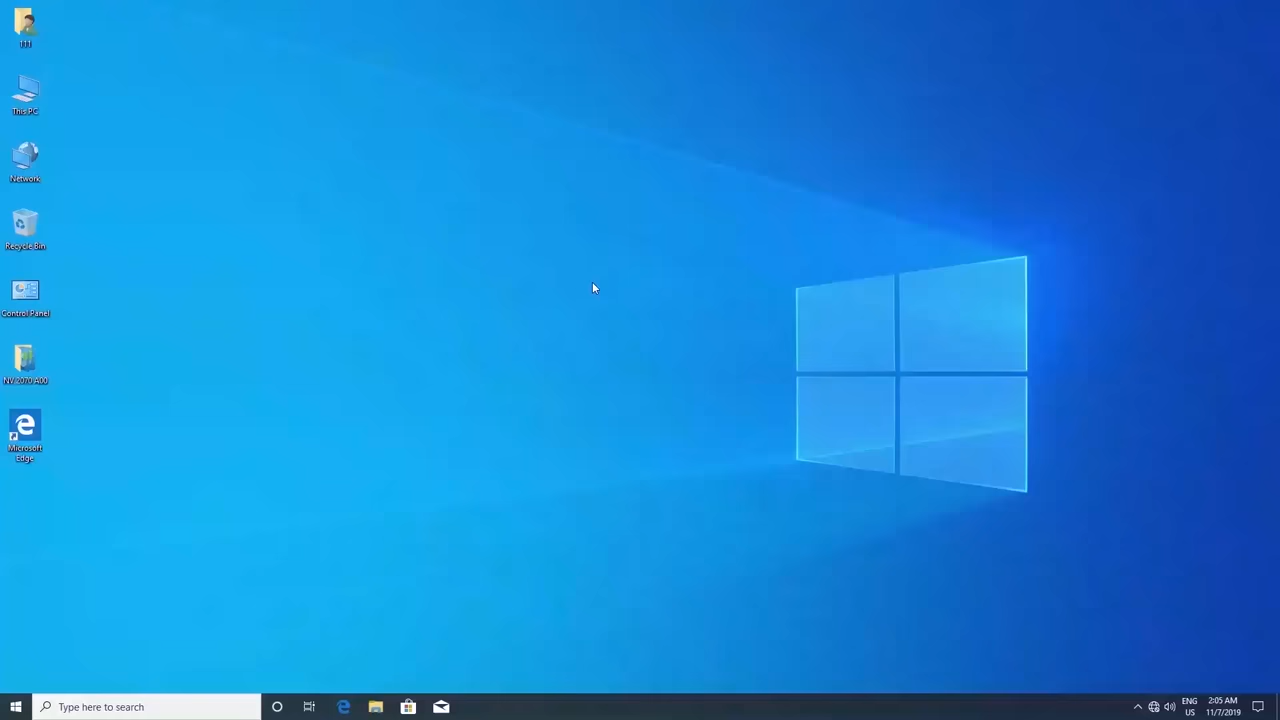 This PC
Network
Recycle Bin
Control Panel
NV 2070 A00
Microsoft
Edge
Type here to search
ENG
US
2:05 AM
11/7/2019